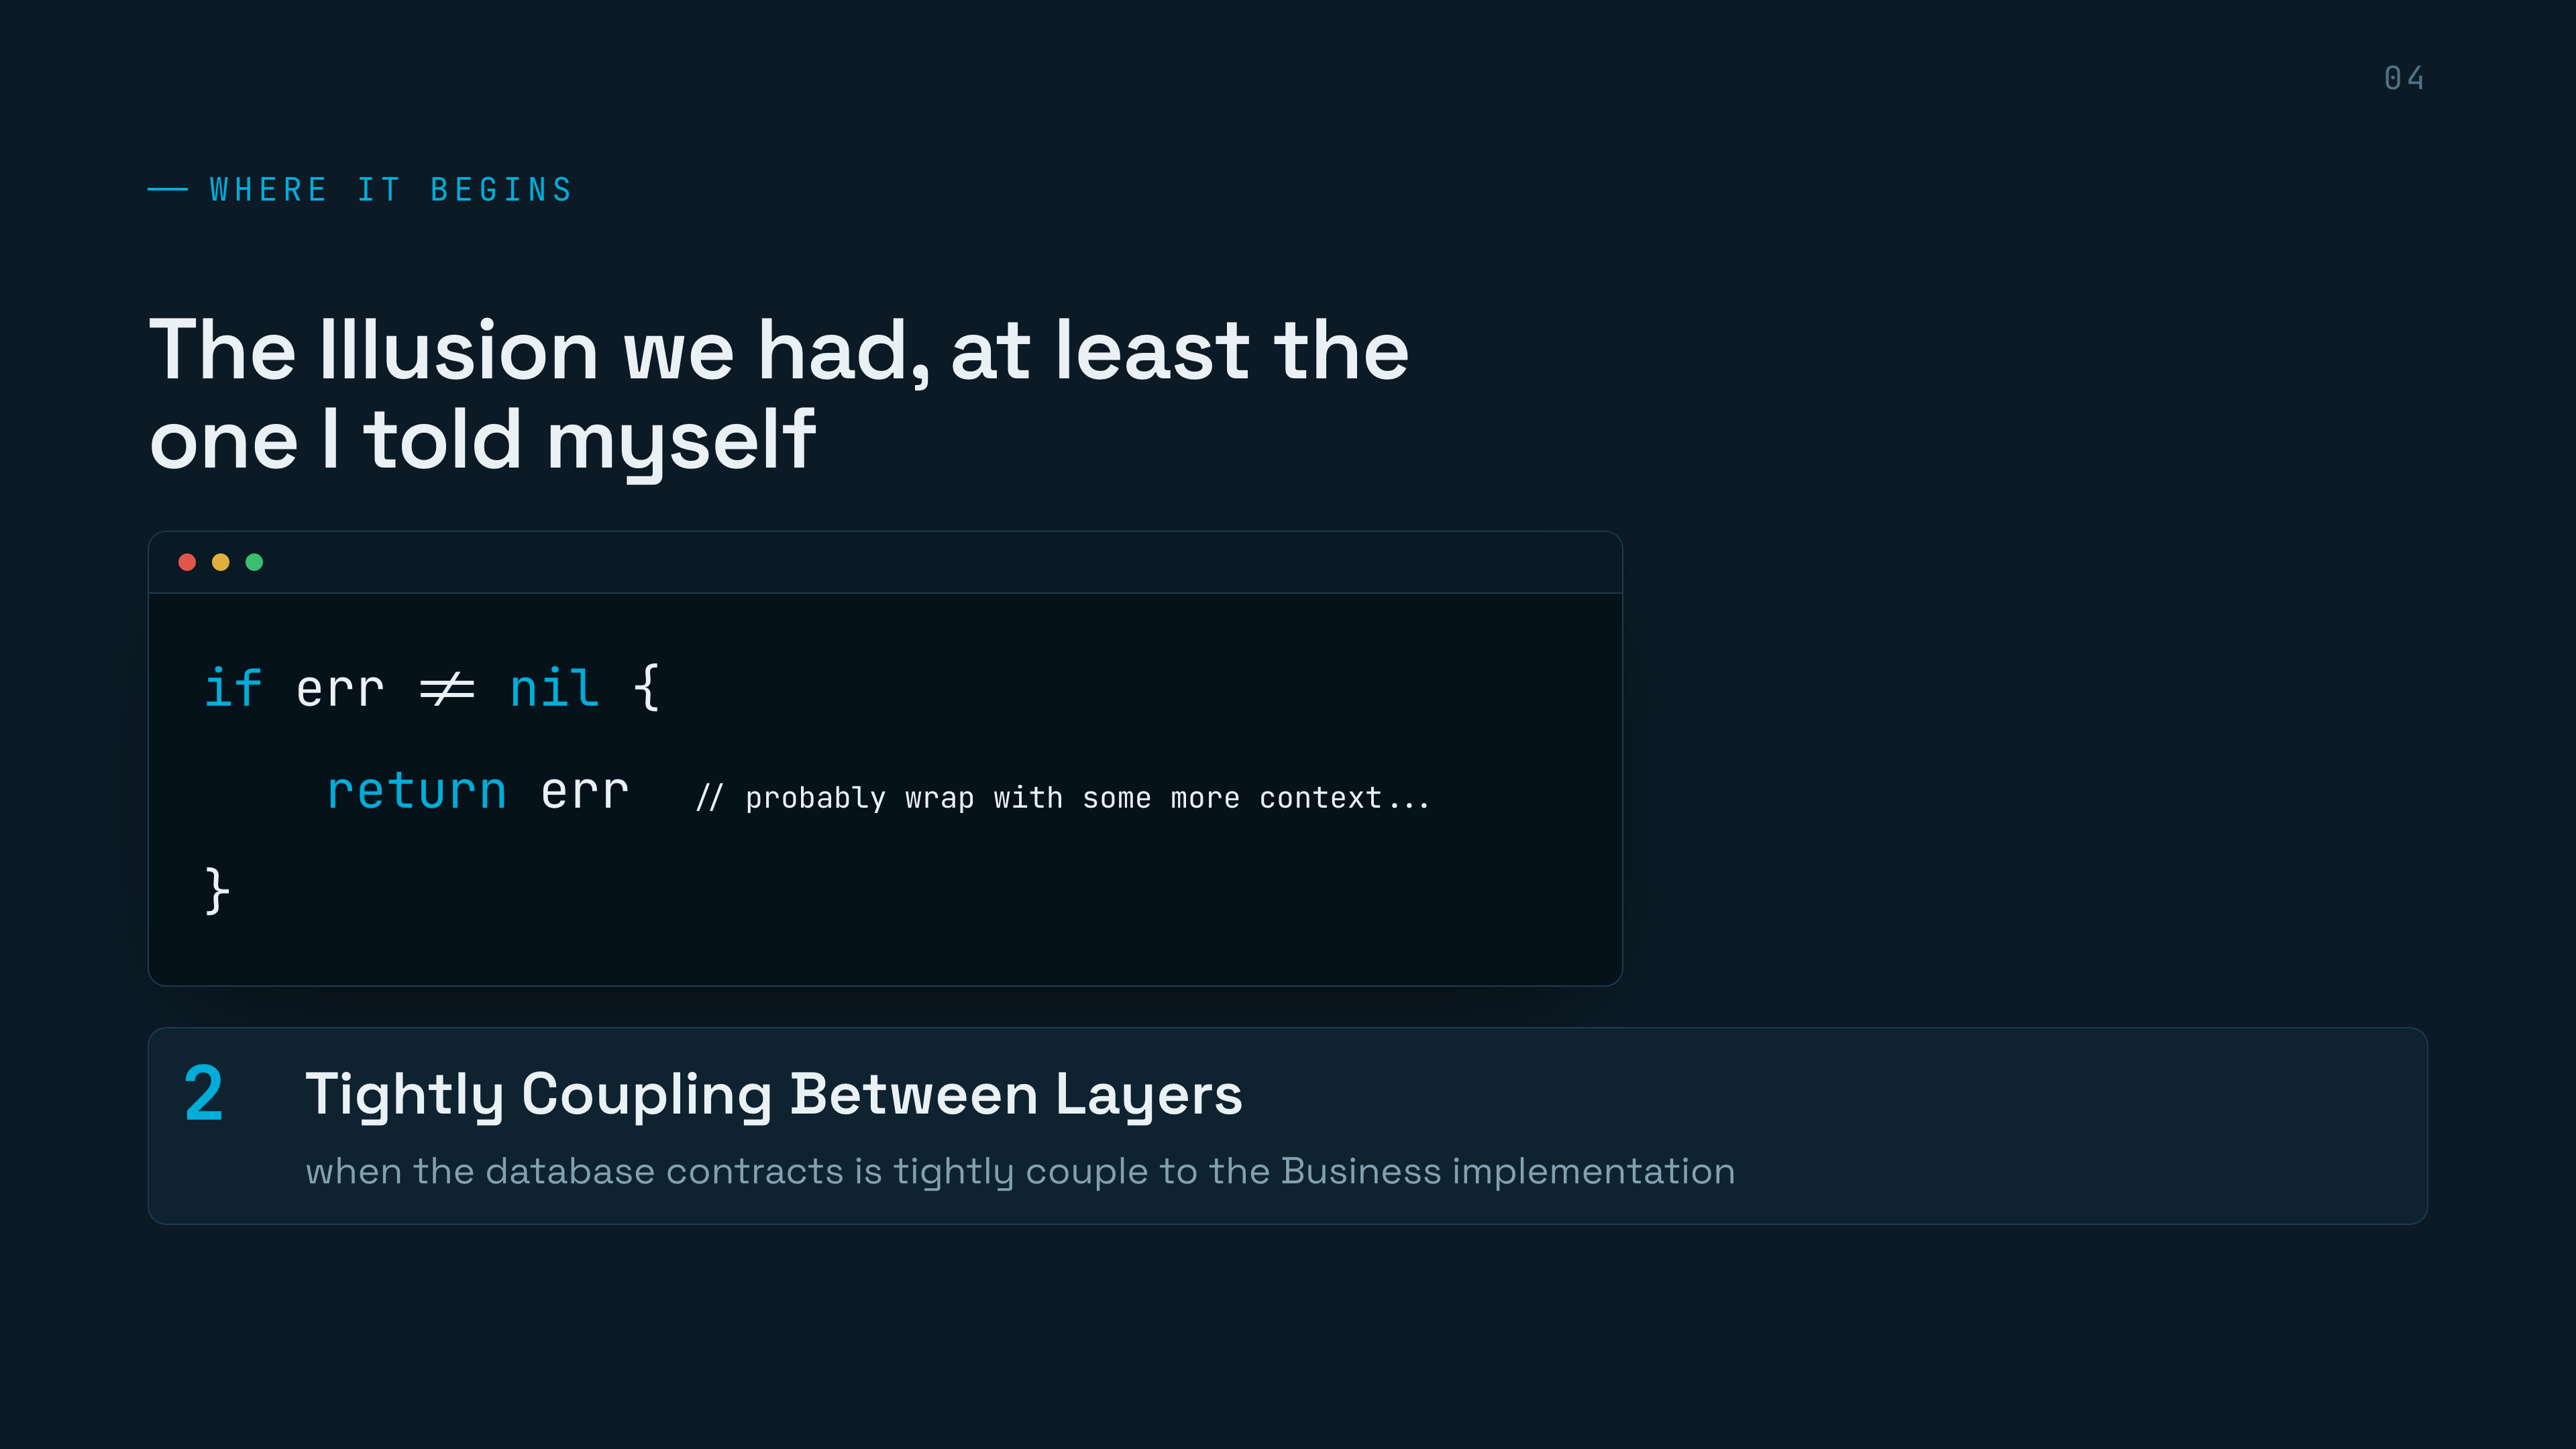 04
WHERE IT BEGINS
The Illusion we had, at least the
one I told myself
if err != nil {
return err // probably wrap with some more context...
}
2 Tightly Coupling Between Layers
when the database contracts is tightly couple to the Business implementation